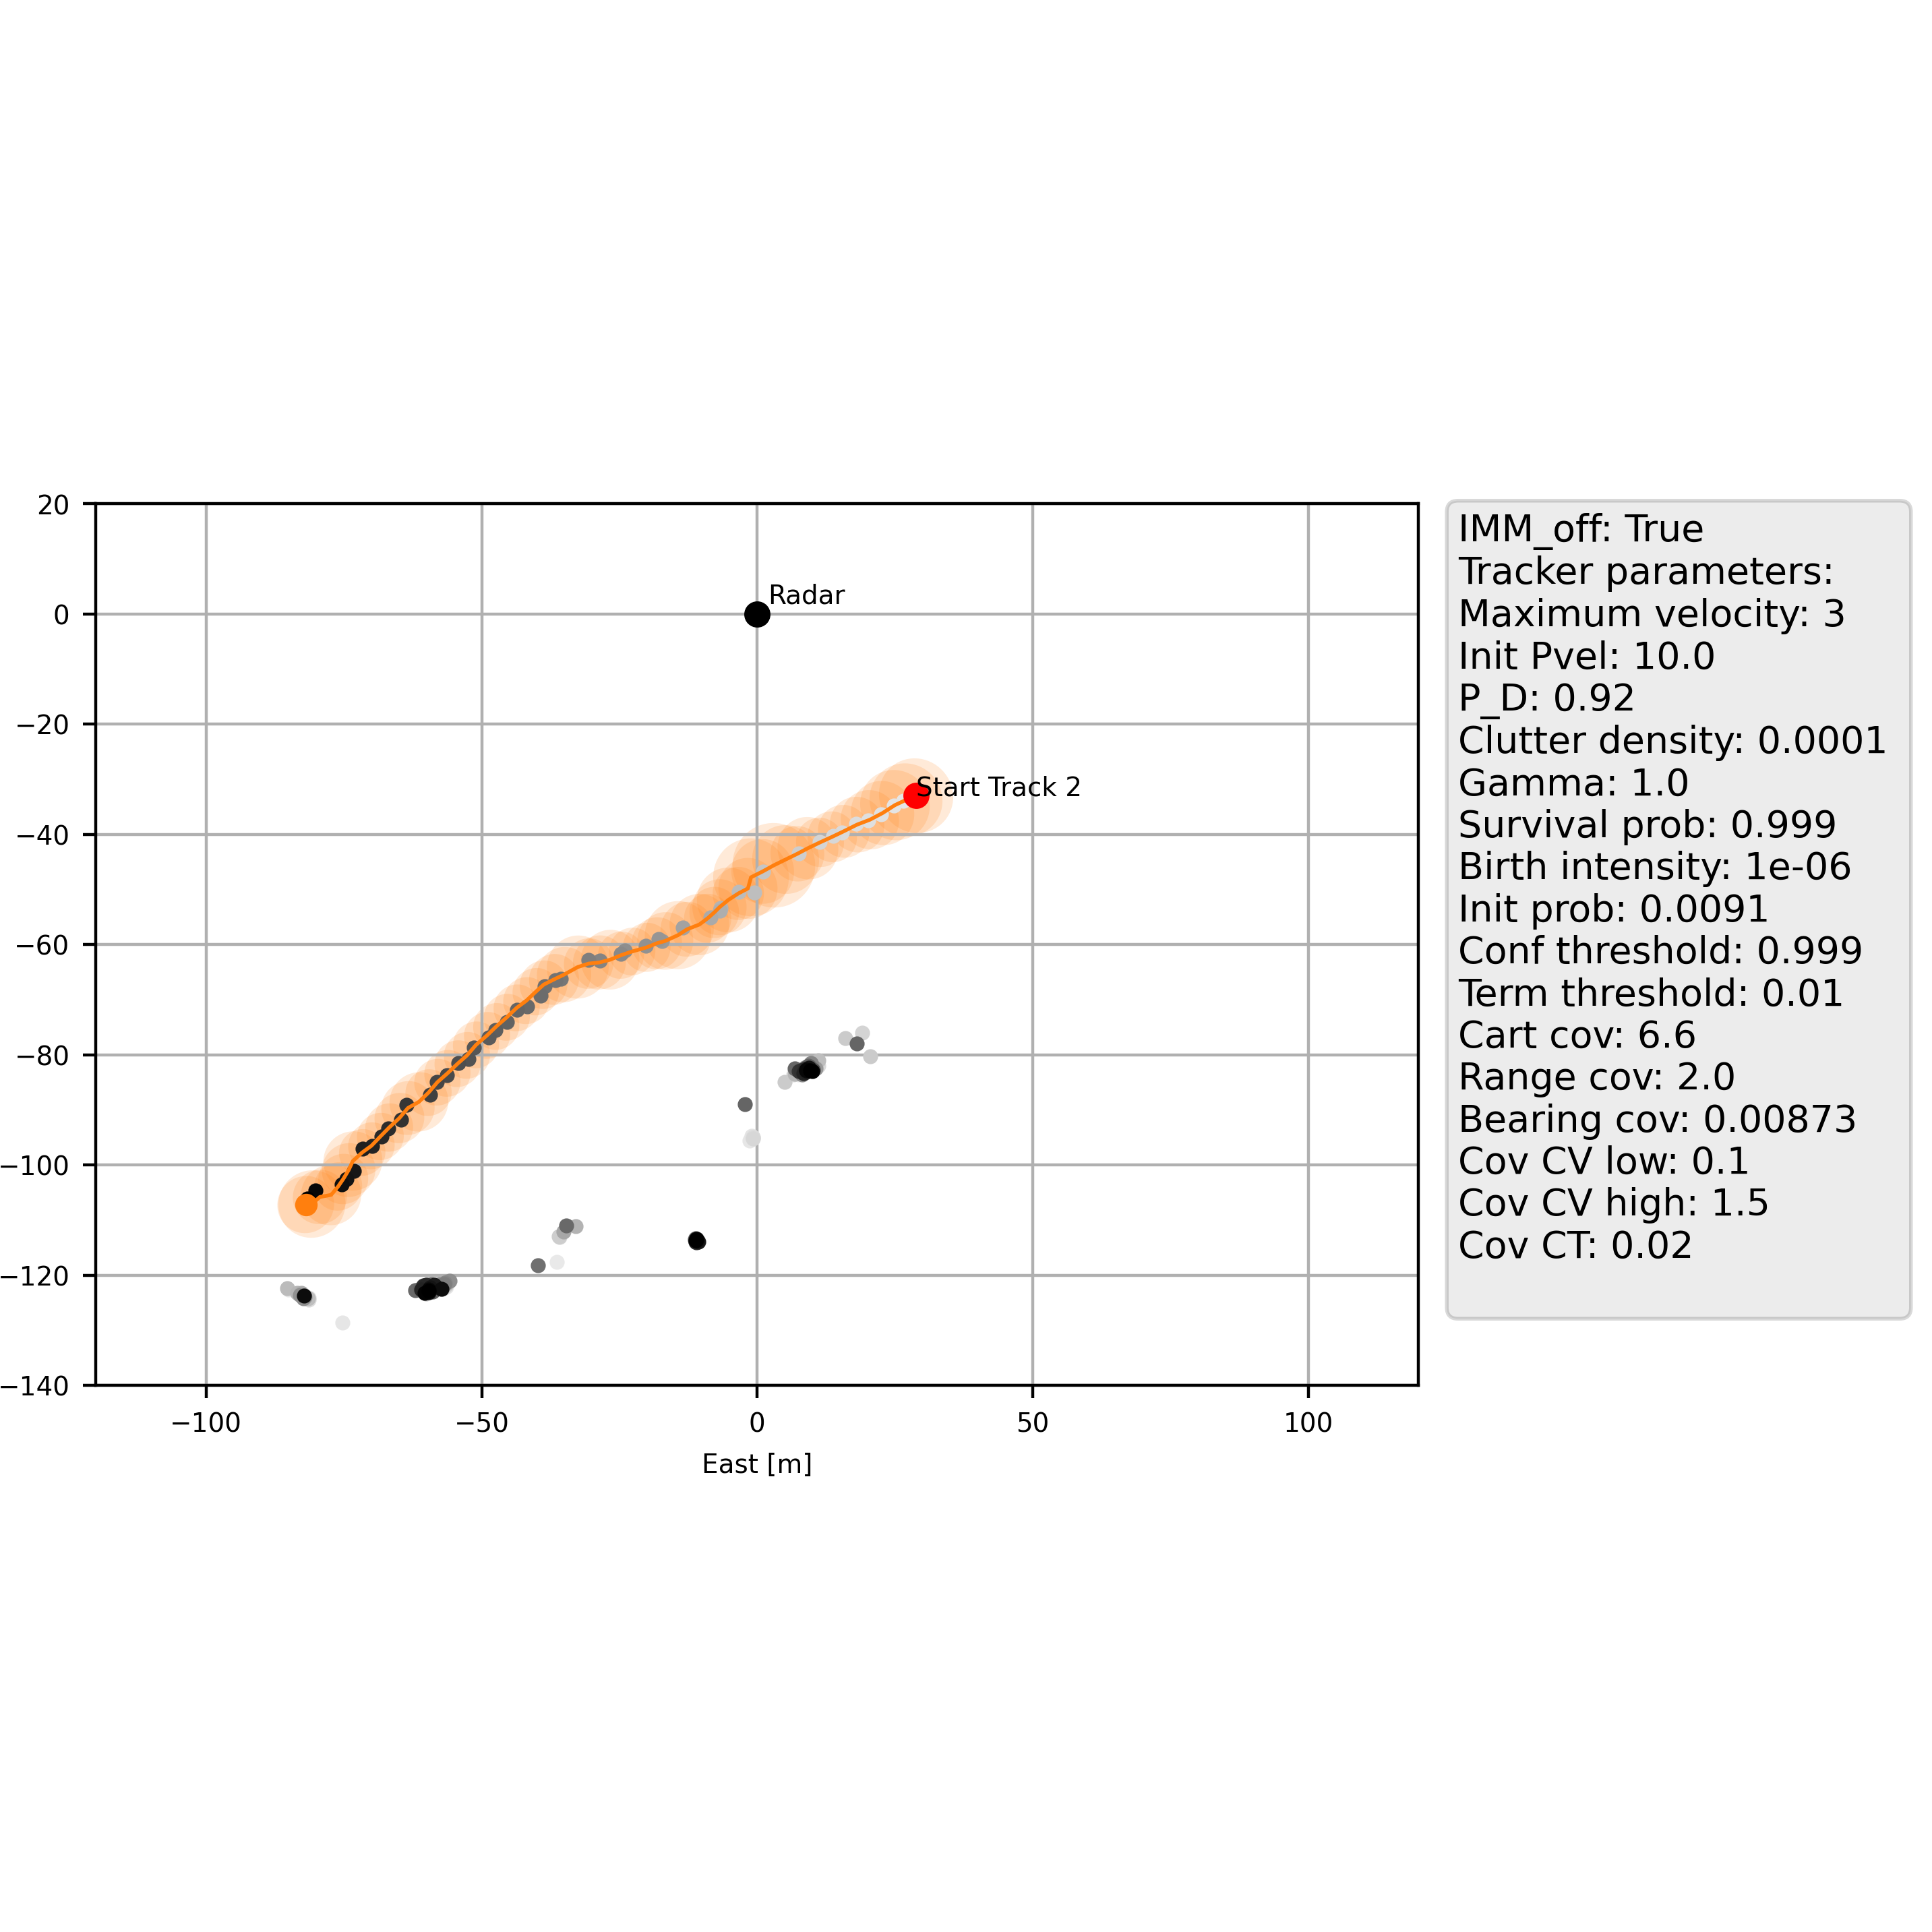 20
0
−20
−40
−60
−80
−100
−120
−140
Radar
Start Track 2
−100
−50
0
50
100
East [m]
IMM_off: True
Tracker parameters:
Maximum velocity: 3
Init Pvel: 10.0
P_D: 0.92
Clutter density: 0.0001
Gamma: 1.0
Survival prob: 0.999
Birth intensity: 1e-06
Init prob: 0.0091
Conf threshold: 0.999
Term threshold: 0.01
Cart cov: 6.6
Range cov: 2.0
Bearing cov: 0.00873
Cov CV low: 0.1
Cov CV high: 1.5
Cov CT: 0.02